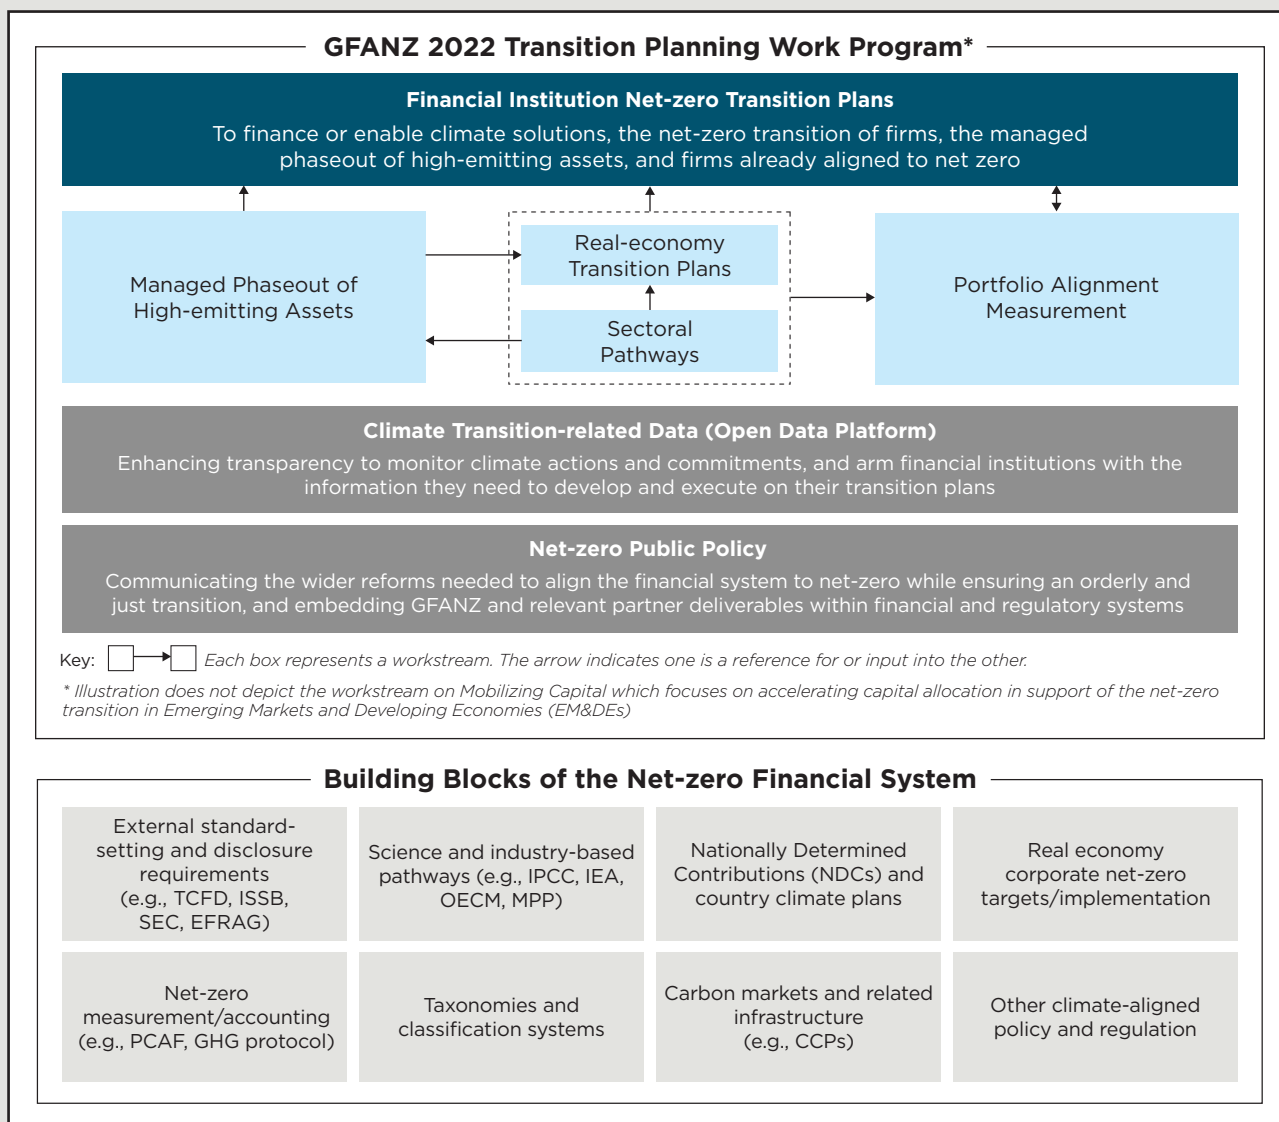 GFANZ 2022 Transition Planning Work Program*
Financial Institution Net-zero Transition Plans
To finance or enable climate solutions, the net-zero transition of firms, the managed
phaseout of high-emitting assets, and firms already aligned to net zero
Managed Phaseout of
High-emitting Assets
Real-economy
Transition Plans
Sectoral
Pathways
Portfolio Alignment
Measurement
Climate Transition-related Data (Open Data Platform)
Enhancing transparency to monitor climate actions and commitments, and arm financial institutions with the
information they need to develop and execute on their transition plans
Net-zero Public Policy
Communicating the wider reforms needed to align the financial system to net-zero while ensuring an orderly and
just transition, and embedding GFANZ and relevant partner deliverables within financial and regulatory systems
Key: Each box represents a workstream. The arrow indicates one is a reference for or input into the other.
* Illustration does not depict the workstream on Mobilizing Capital which focuses on accelerating capital allocation in support of the net-zero
transition in Emerging Markets and Developing Economies (EM&DEs)
Building Blocks of the Net-zero Financial System
External standard-
setting and disclosure
requirements
(e.g., TCFD, ISSB,
SEC, EFRAG)
Science and industry-based
pathways (e.g., IPCC, IEA,
OECM, MPP)
Nationally Determined
Contributions (NDCs) and
country climate plans
Real economy
corporate net-zero
targets/implementation
Net-zero
measurement/accounting
(e.g., PCAF, GHG protocol)
Taxonomies and
classification systems
Carbon markets and related
infrastructure
(e.g., CCPs)
Other climate-aligned
policy and regulation